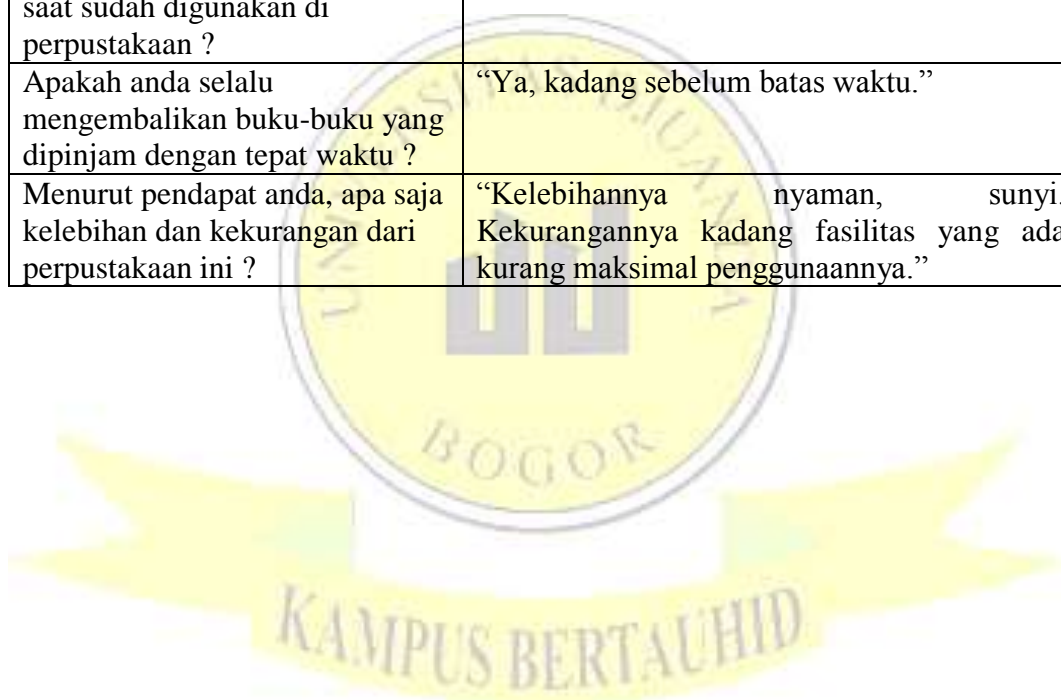 saat sudah digunakan di
perpustakaan ?
Apakah anda selalu
mengembalikan buku-buku yang
dipinjam dengan tepat waktu ?
“Ya, kadang sebelum batas waktu.”
Menurut pendapat anda, apa saja
kelebihan dan kekurangan dari
perpustakaan ini ?
“Kelebihannya nyaman, sunyi.
Kekurangannya kadang fasilitas yang ada
kurang maksimal penggunaannya.”
UNIVERSITAS DJUANDA
BOGOR
KAMPUS BERTAUHID